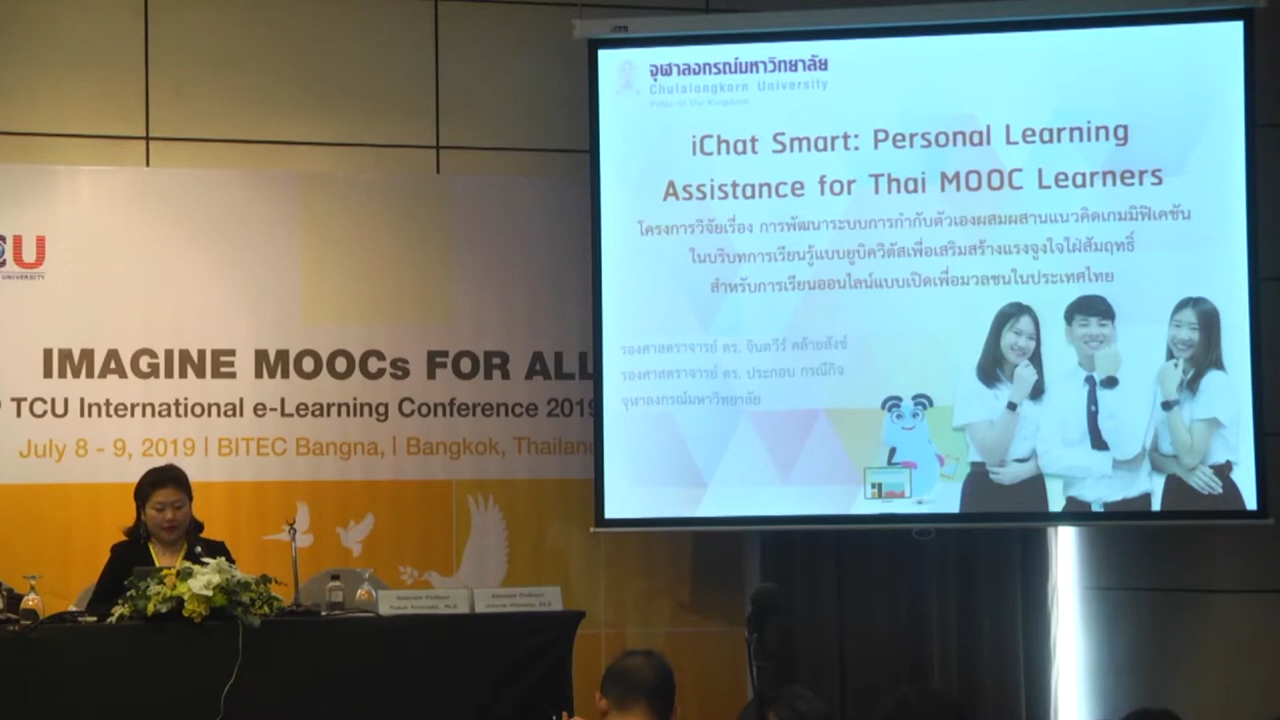 จุฬาลงกรณ์มหาวิทยาลัย
Chulalongkorn University
Pillar of the Kingdom
iChat Smart: Personal Learning
Assistance for Thai MOOC Learners
โครงการวิจัยเรื่อง การพัฒนาระบบการกำกับตัวเองผสมผสานแนวคิดเกมมิฟิเคชัน
ในบริบทการเรียนรู้แบบยูบิควิตัสเพื่อเสริมสร้างแรงจูงใจใฝ่สัมฤทธิ์
สำหรับการเรียนออนไลน์แบบเปิดเพื่อมวลชนในประเทศไทย
รองศาสตราจารย์ ดร. จินตวีร์ คล้ายสังข์
รองศาสตราจารย์ ดร. ประกอบ กรณีกิจ
จุฬาลงกรณ์มหาวิทยาลัย
CU
UNIVERSITY
IMAGINE MOOCs FOR ALL
TCU International e-Learning Conference 2019
July 8 - 9, 2019 | BITEC Bangna, | Bangkok, Thailand
Associate Professor
Associate Professor